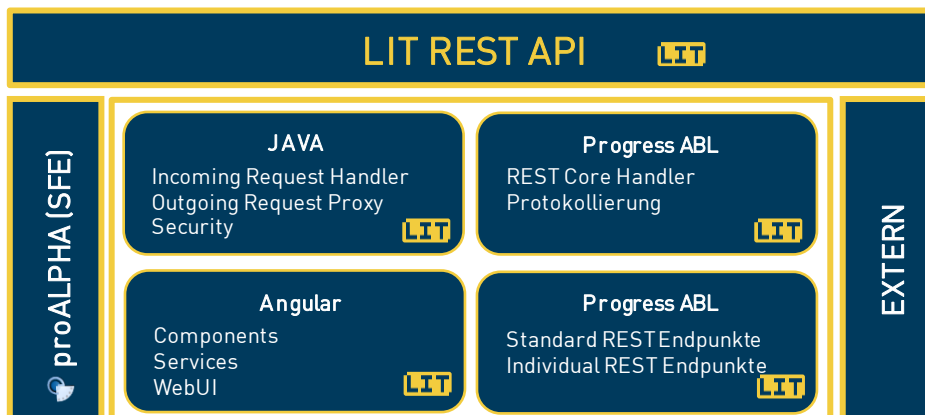 LIT REST API LIT
proALPHA (SFE)
JAVA
Incoming Request Handler
Outgoing Request Proxy
Security
LIT
Progress ABL
REST Core Handler
Protokollierung
LIT
Angular
Components
Services
WebUI
LIT
Progress ABL
Standard REST Endpunkte
Individual REST Endpunkte
LIT
EXTERN